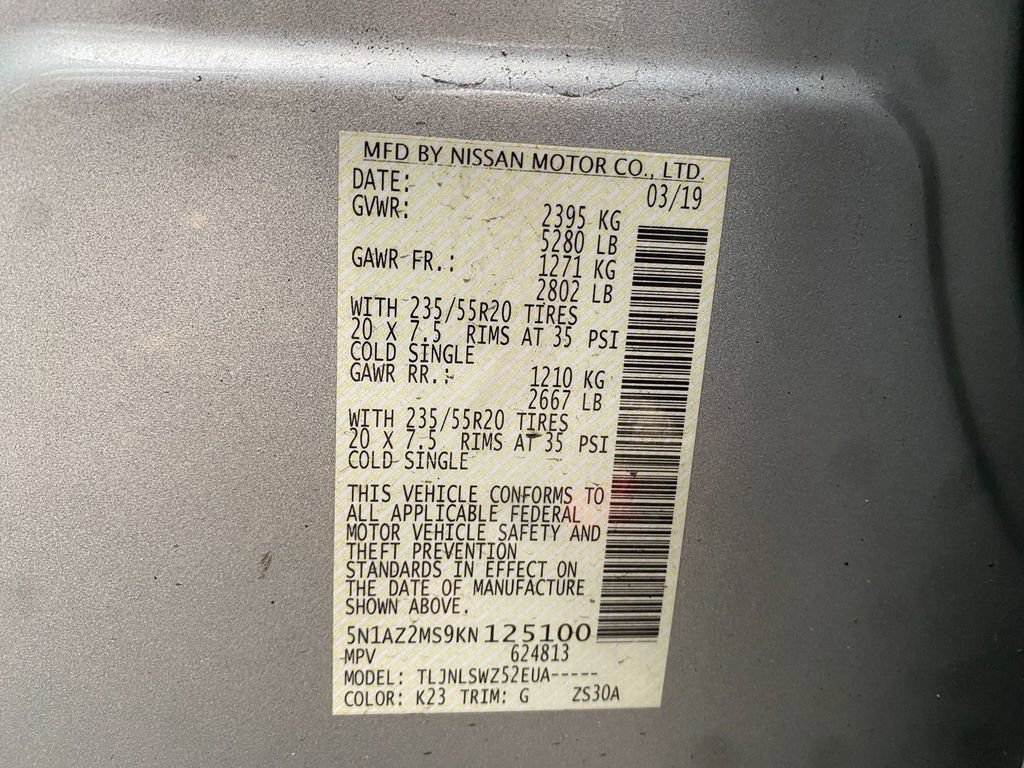 MFD BY NISSAN MOTOR CO., LTD.
DATE: 03/19
GVWR: 2395 KG
5280 LB
GAWR FR.: 1271 KG
2802 LB
WITH 235/55R20 TIRES
20 X 7.5 RIMS AT 35 PSI
COLD SINGLE
GAWR RR.: 1210 KG
2667 LB
WITH 235/55R20 TIRES
20 X 7.5 RIMS AT 35 PSI
COLD SINGLE
THIS VEHICLE CONFORMS TO
ALL APPLICABLE FEDERAL
MOTOR VEHICLE SAFETY AND
THEFT PREVENTION
STANDARDS IN EFFECT ON
THE DATE OF MANUFACTURE
SHOWN ABOVE.
5N1AZ2MS9KN125100
MPV 624813
MODEL: TLJNLSWZ52EUA-----
COLOR: K23 TRIM: G ZS30A